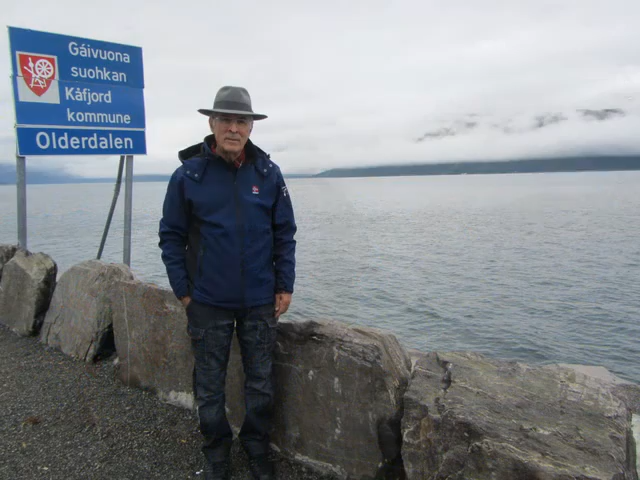 Gáivuona
suohkan
Kåfjord
kommune
Olderdalen